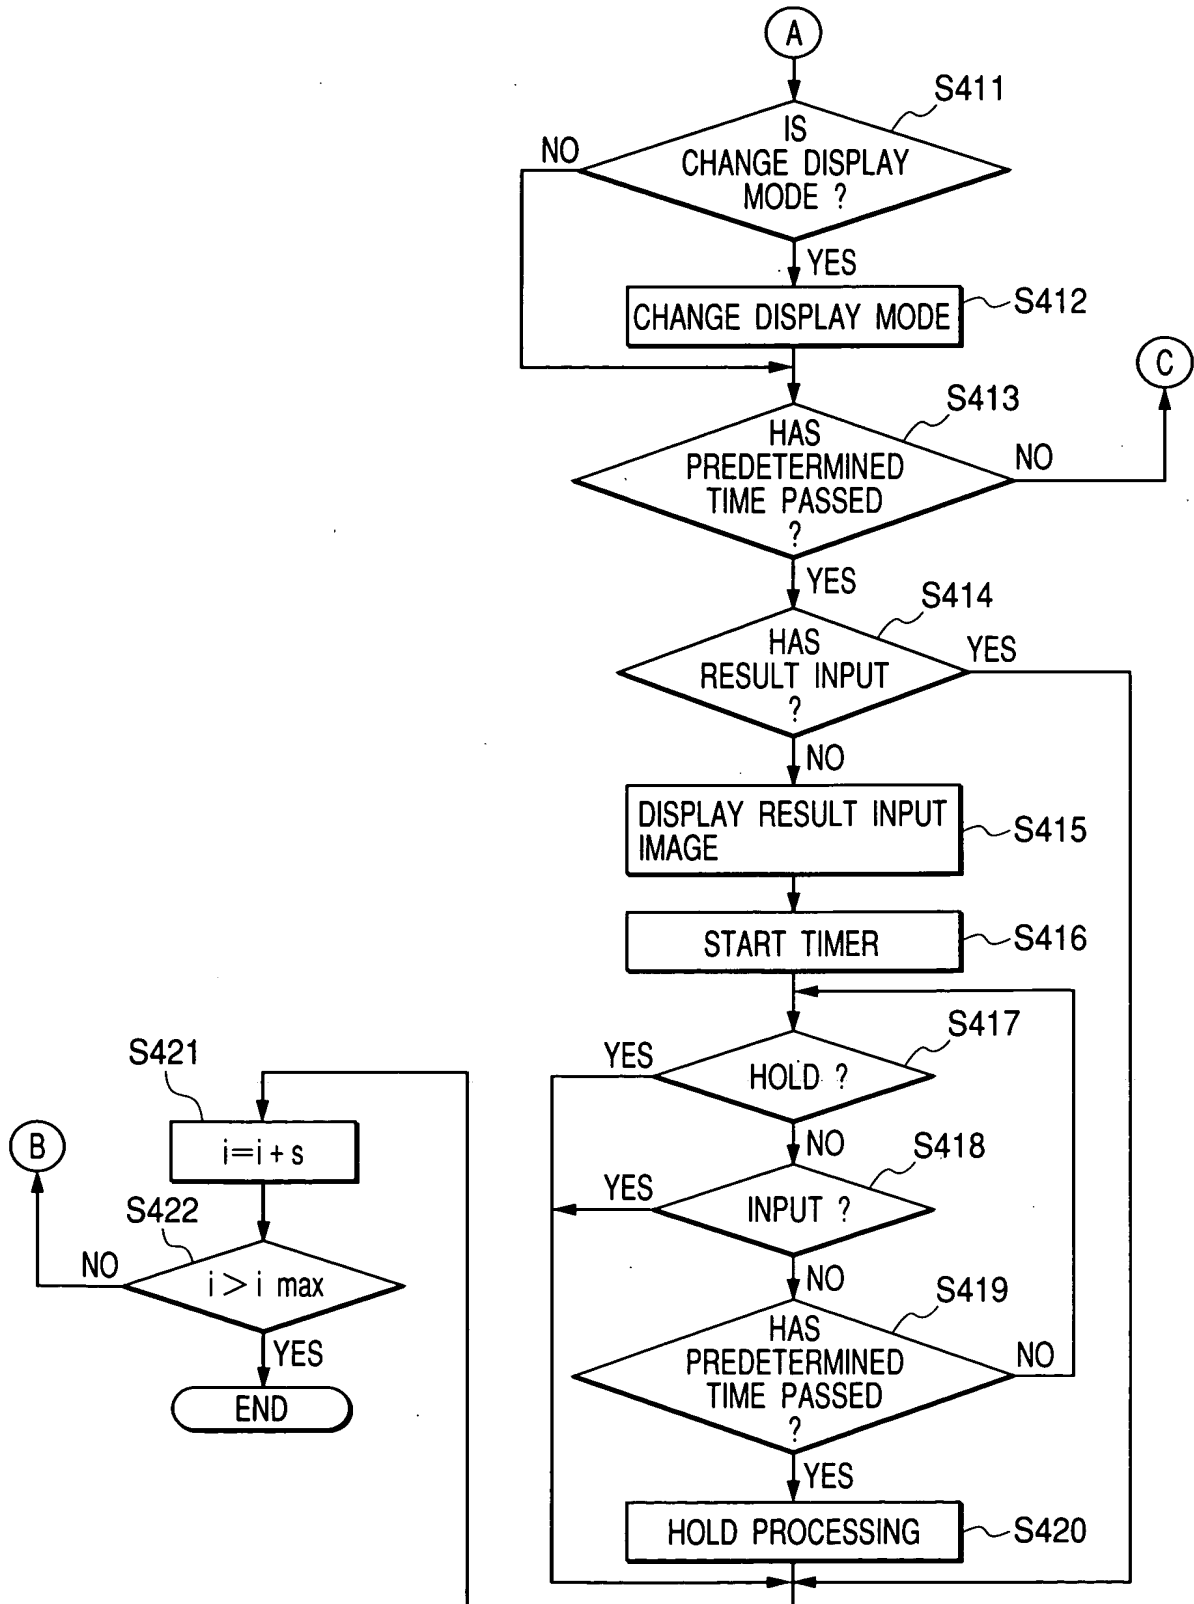 A
S411
IS
CHANGE DISPLAY
MODE ?
NO
YES
CHANGE DISPLAY MODE
S412
C
S413
HAS
PREDETERMINED
TIME PASSED
?
NO
YES
S414
HAS
RESULT INPUT
?
YES
NO
DISPLAY RESULT INPUT
IMAGE
S415
START TIMER
S416
S417
YES
HOLD ?
NO
S418
YES
INPUT ?
NO
S419
HAS
PREDETERMINED
TIME PASSED
?
NO
YES
HOLD PROCESSING
S420
S421
i=i+s
B
S422
NO
i > i max
YES
END